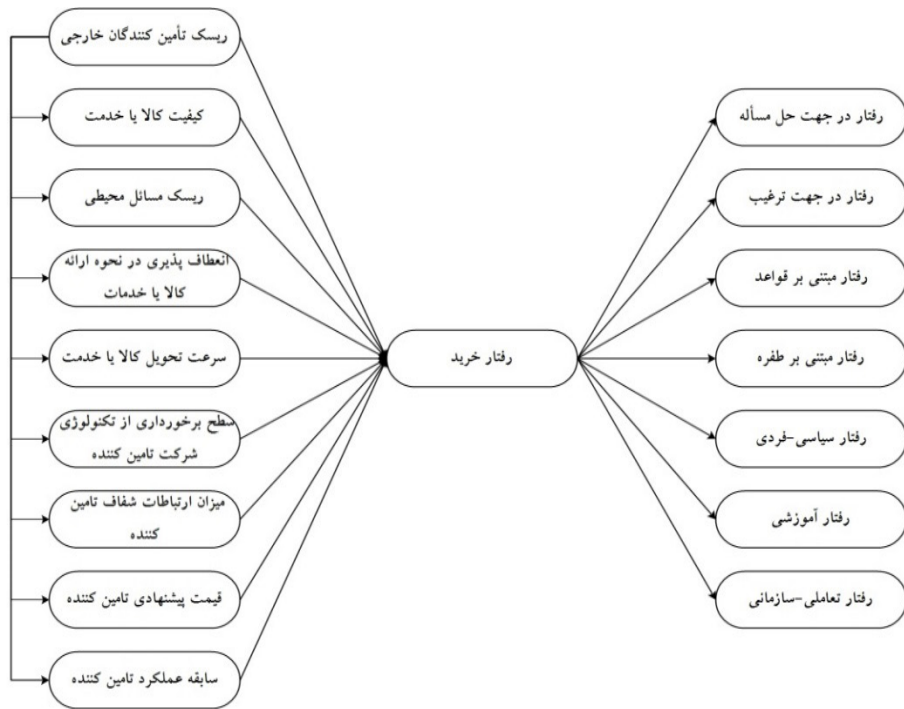 ریسک تأمین کنندگان خارجی
کیفیت کالا یا خدمت
ریسک مسائل محیطی
انعطاف پذیری در نحوه ارائه
کالا یا خدمات
سرعت تحویل کالا یا خدمت
سطح برخورداری از تکنولوژی
شرکت تامین کننده
میزان ارتباطات شفاف تامین
کننده
قیمت پیشنهادی تامین کننده
سابقه عملکرد تامین کننده
رفتار خرید
رفتار در جهت حل مسأله
رفتار در جهت ترغیب
رفتار مبتنی بر قواعد
رفتار مبتنی بر طفره
رفتار سیاسی-فردی
رفتار آموزشی
رفتار تعاملی-سازمانی